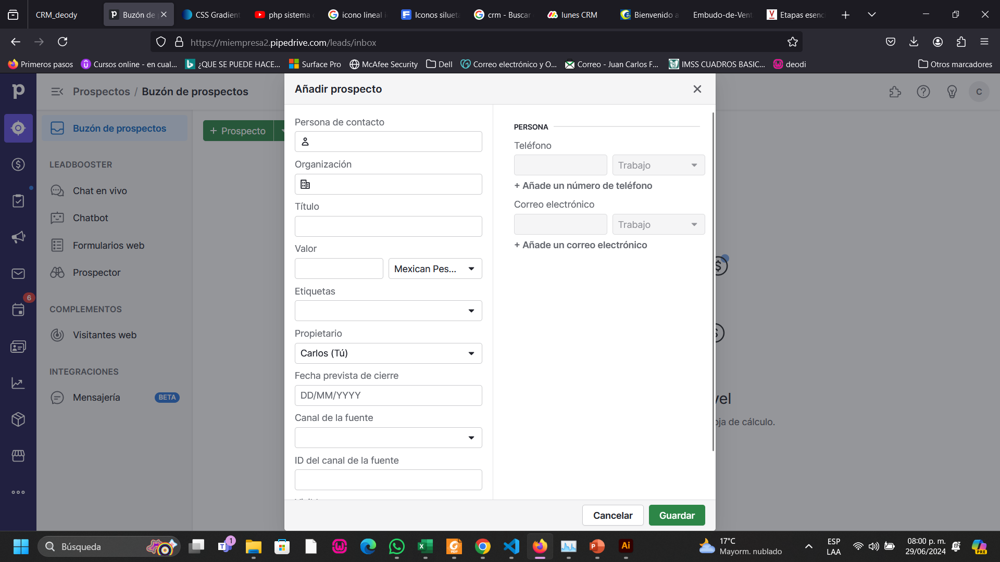 CRM_deody
Buzón de
CSS Gradient
php sistema
icono lineal
Iconos silueta
crm - Buscar
lunes CRM
Bienvenido a
Embudo-de-Vent
Etapas esenci
https://miempresa2.pipedrive.com/leads/inbox
Primeros pasos
Cursos online - en cual...
¿QUE SE PUEDE HACE...
Surface Pro
McAfee Security
Dell
Correo electrónico y O...
Correo - Juan Carlos F...
IMSS CUADROS BASIC...
deodi
Otros marcadores
Prospectos / Buzón de prospectos
C
Buzón de prospectos
+ Prospecto
LEADBOOSTER
Chat en vivo
Chatbot
Formularios web
Prospector
COMPLEMENTOS
Visitantes web
INTEGRACIONES
Mensajería
BETA
6
Añadir prospecto
Persona de contacto
Organización
Título
Valor
Mexican Pes...
Etiquetas
Propietario
Carlos (Tú)
Fecha prevista de cierre
DD/MM/YYYY
Canal de la fuente
ID del canal de la fuente
PERSONA
Teléfono
Trabajo
+ Añade un número de teléfono
Correo electrónico
Trabajo
+ Añade un correo electrónico
vel
oja de cálculo.
Cancelar
Guardar
Búsqueda
1
17°C
Mayorm. nublado
ESP
LAA
08:00 p. m.
29/06/2024
PRE